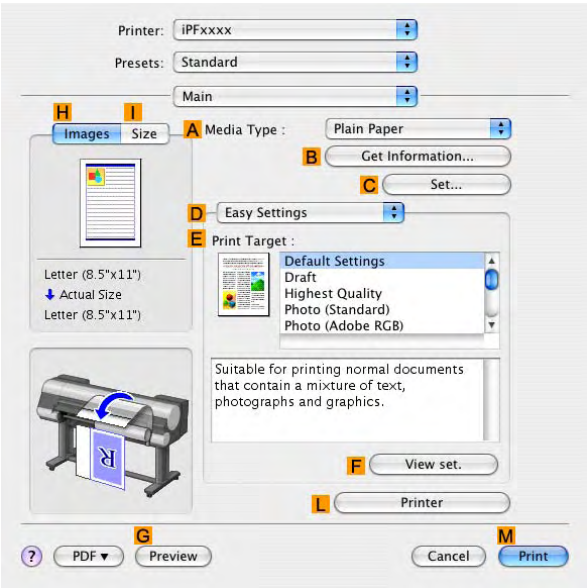 Printer: iPFxxxx
Presets: Standard
Main
H I
Images Size
A Media Type : Plain Paper
B Get Information...
C Set...
D Easy Settings
E Print Target :
Default Settings
Draft
Highest Quality
Photo (Standard)
Photo (Adobe RGB)
Letter (8.5"x11")
Actual Size
Letter (8.5"x11")
Suitable for printing normal documents
that contain a mixture of text,
photographs and graphics.
R
F View set.
L Printer
G M
? PDF Preview Cancel Print